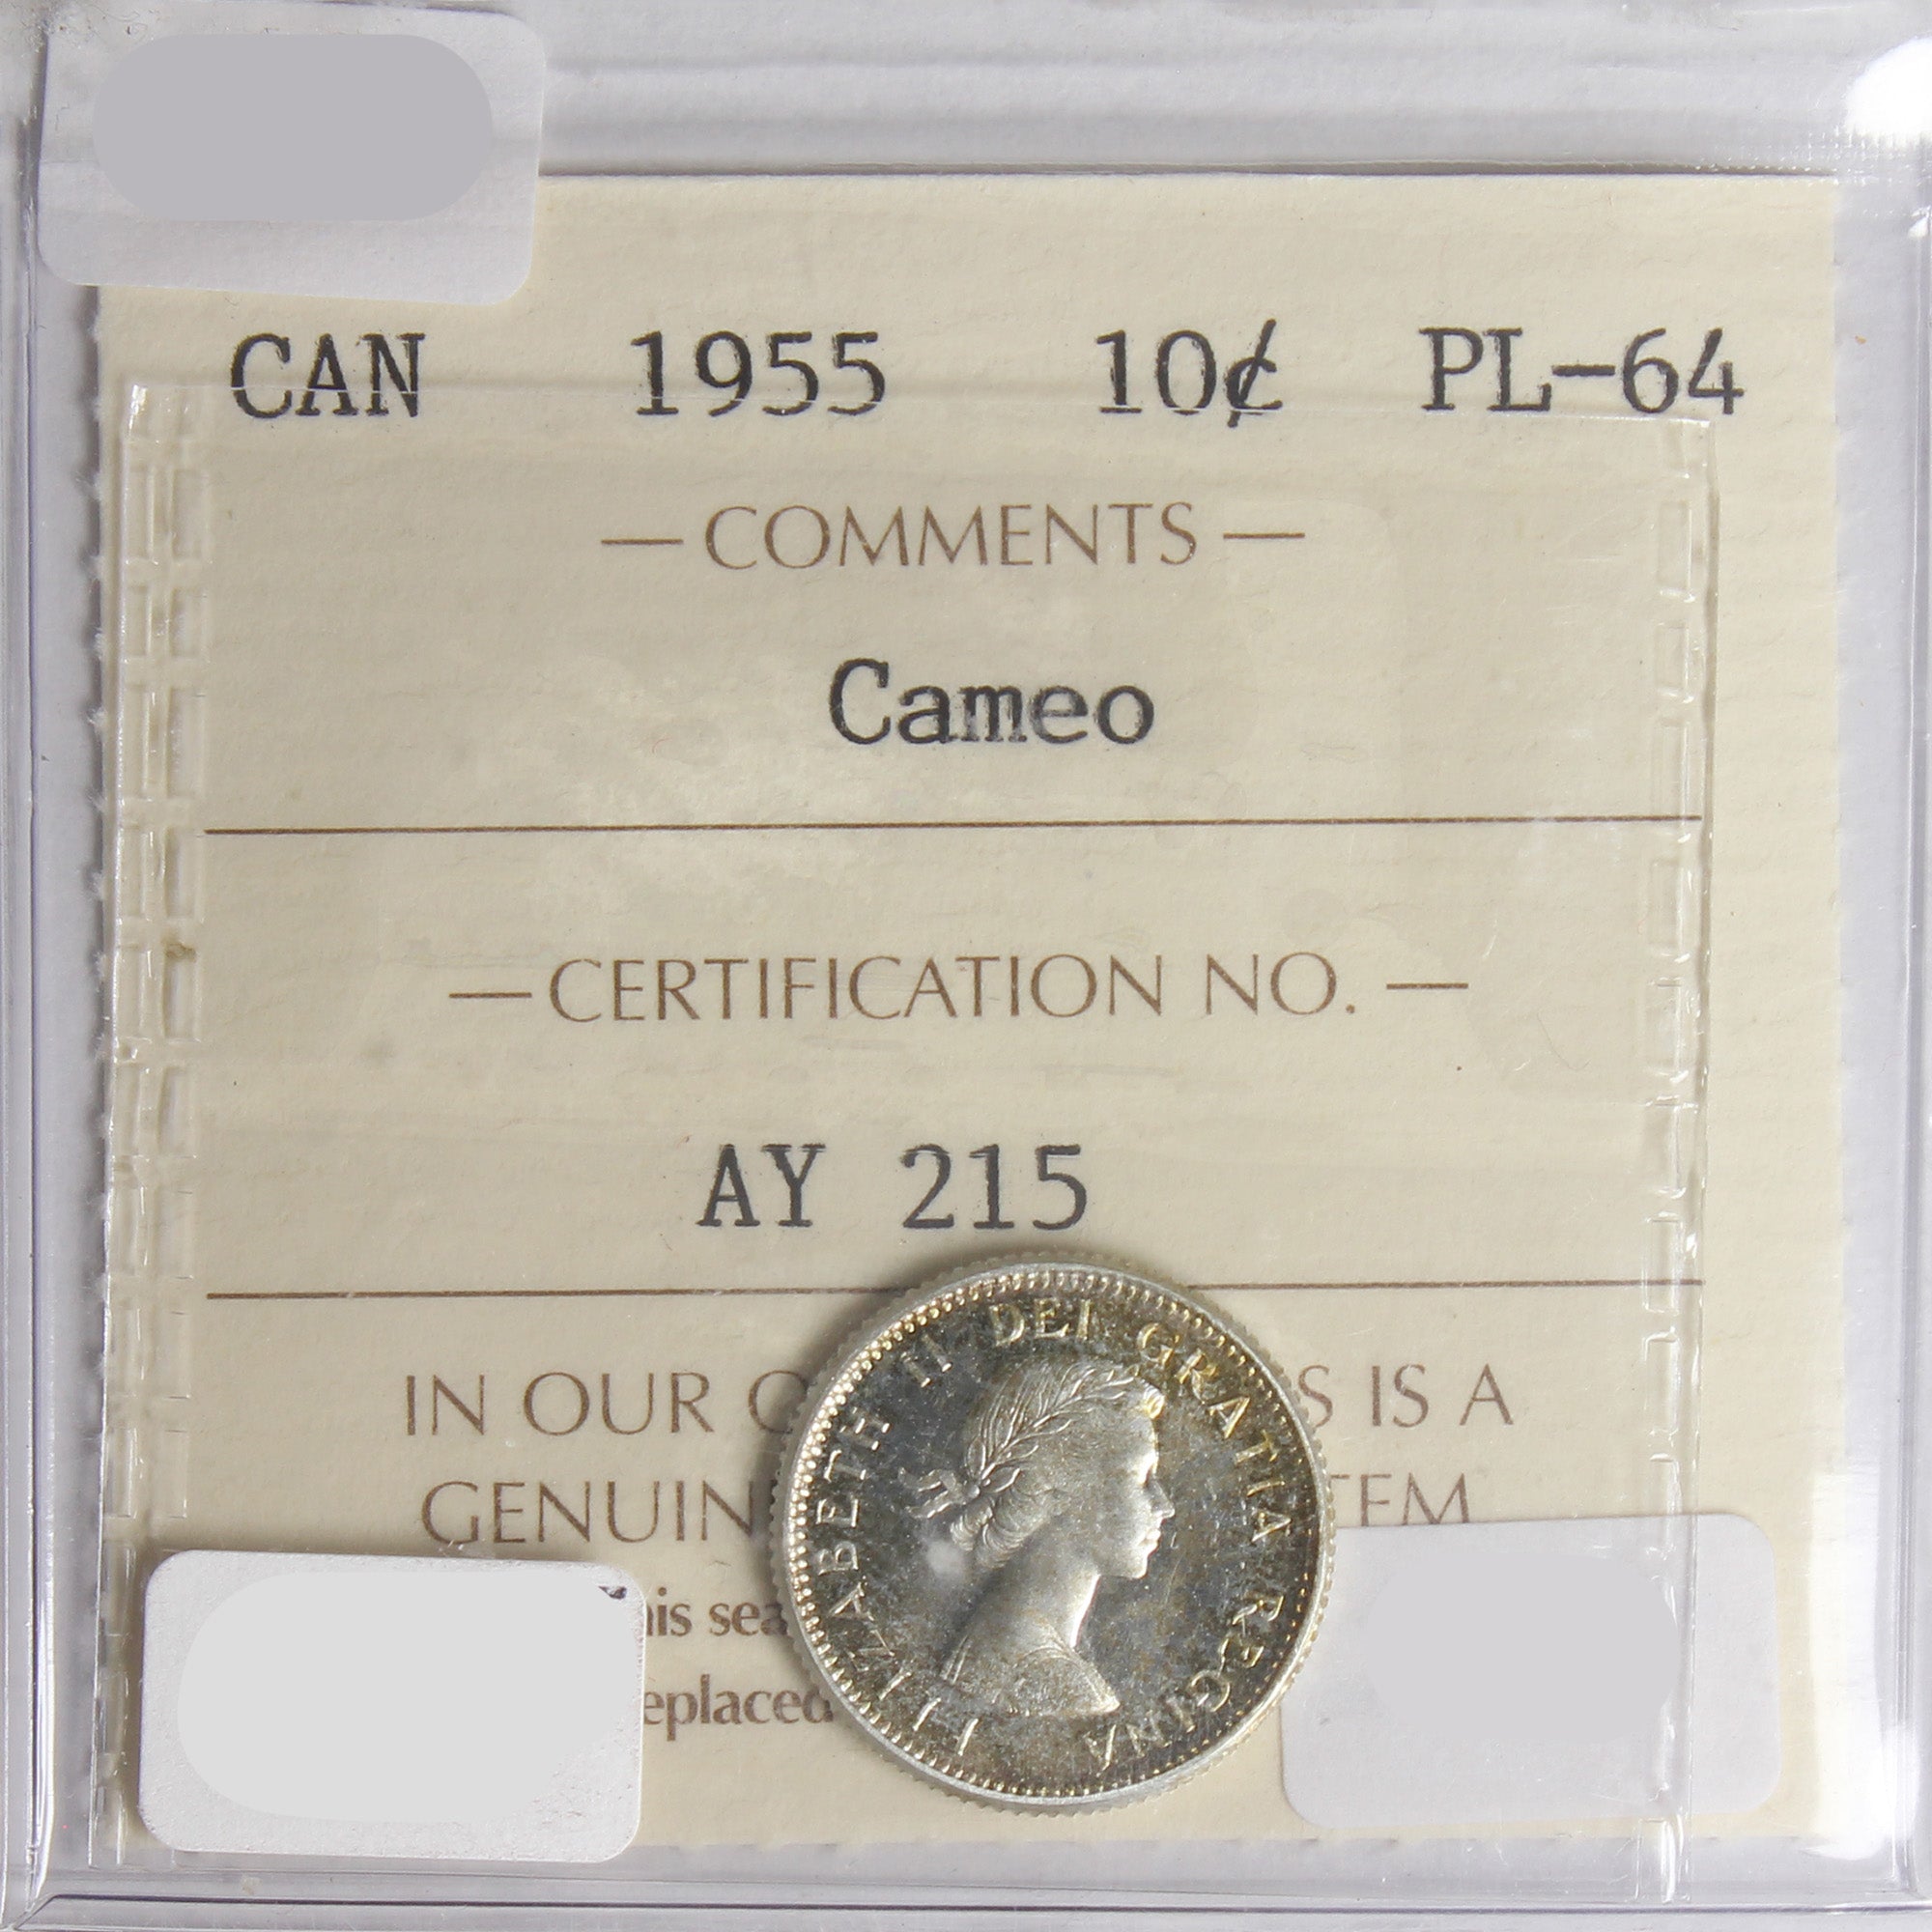 CAN 1955 10¢ PL-64
— COMMENTS —
Cameo
— CERTIFICATION NO. —
AY 215
IN OUR O S IS A
GENUIN TEM
his sea
eplaced
ELIZABETH II DEI GRATIA REGINA